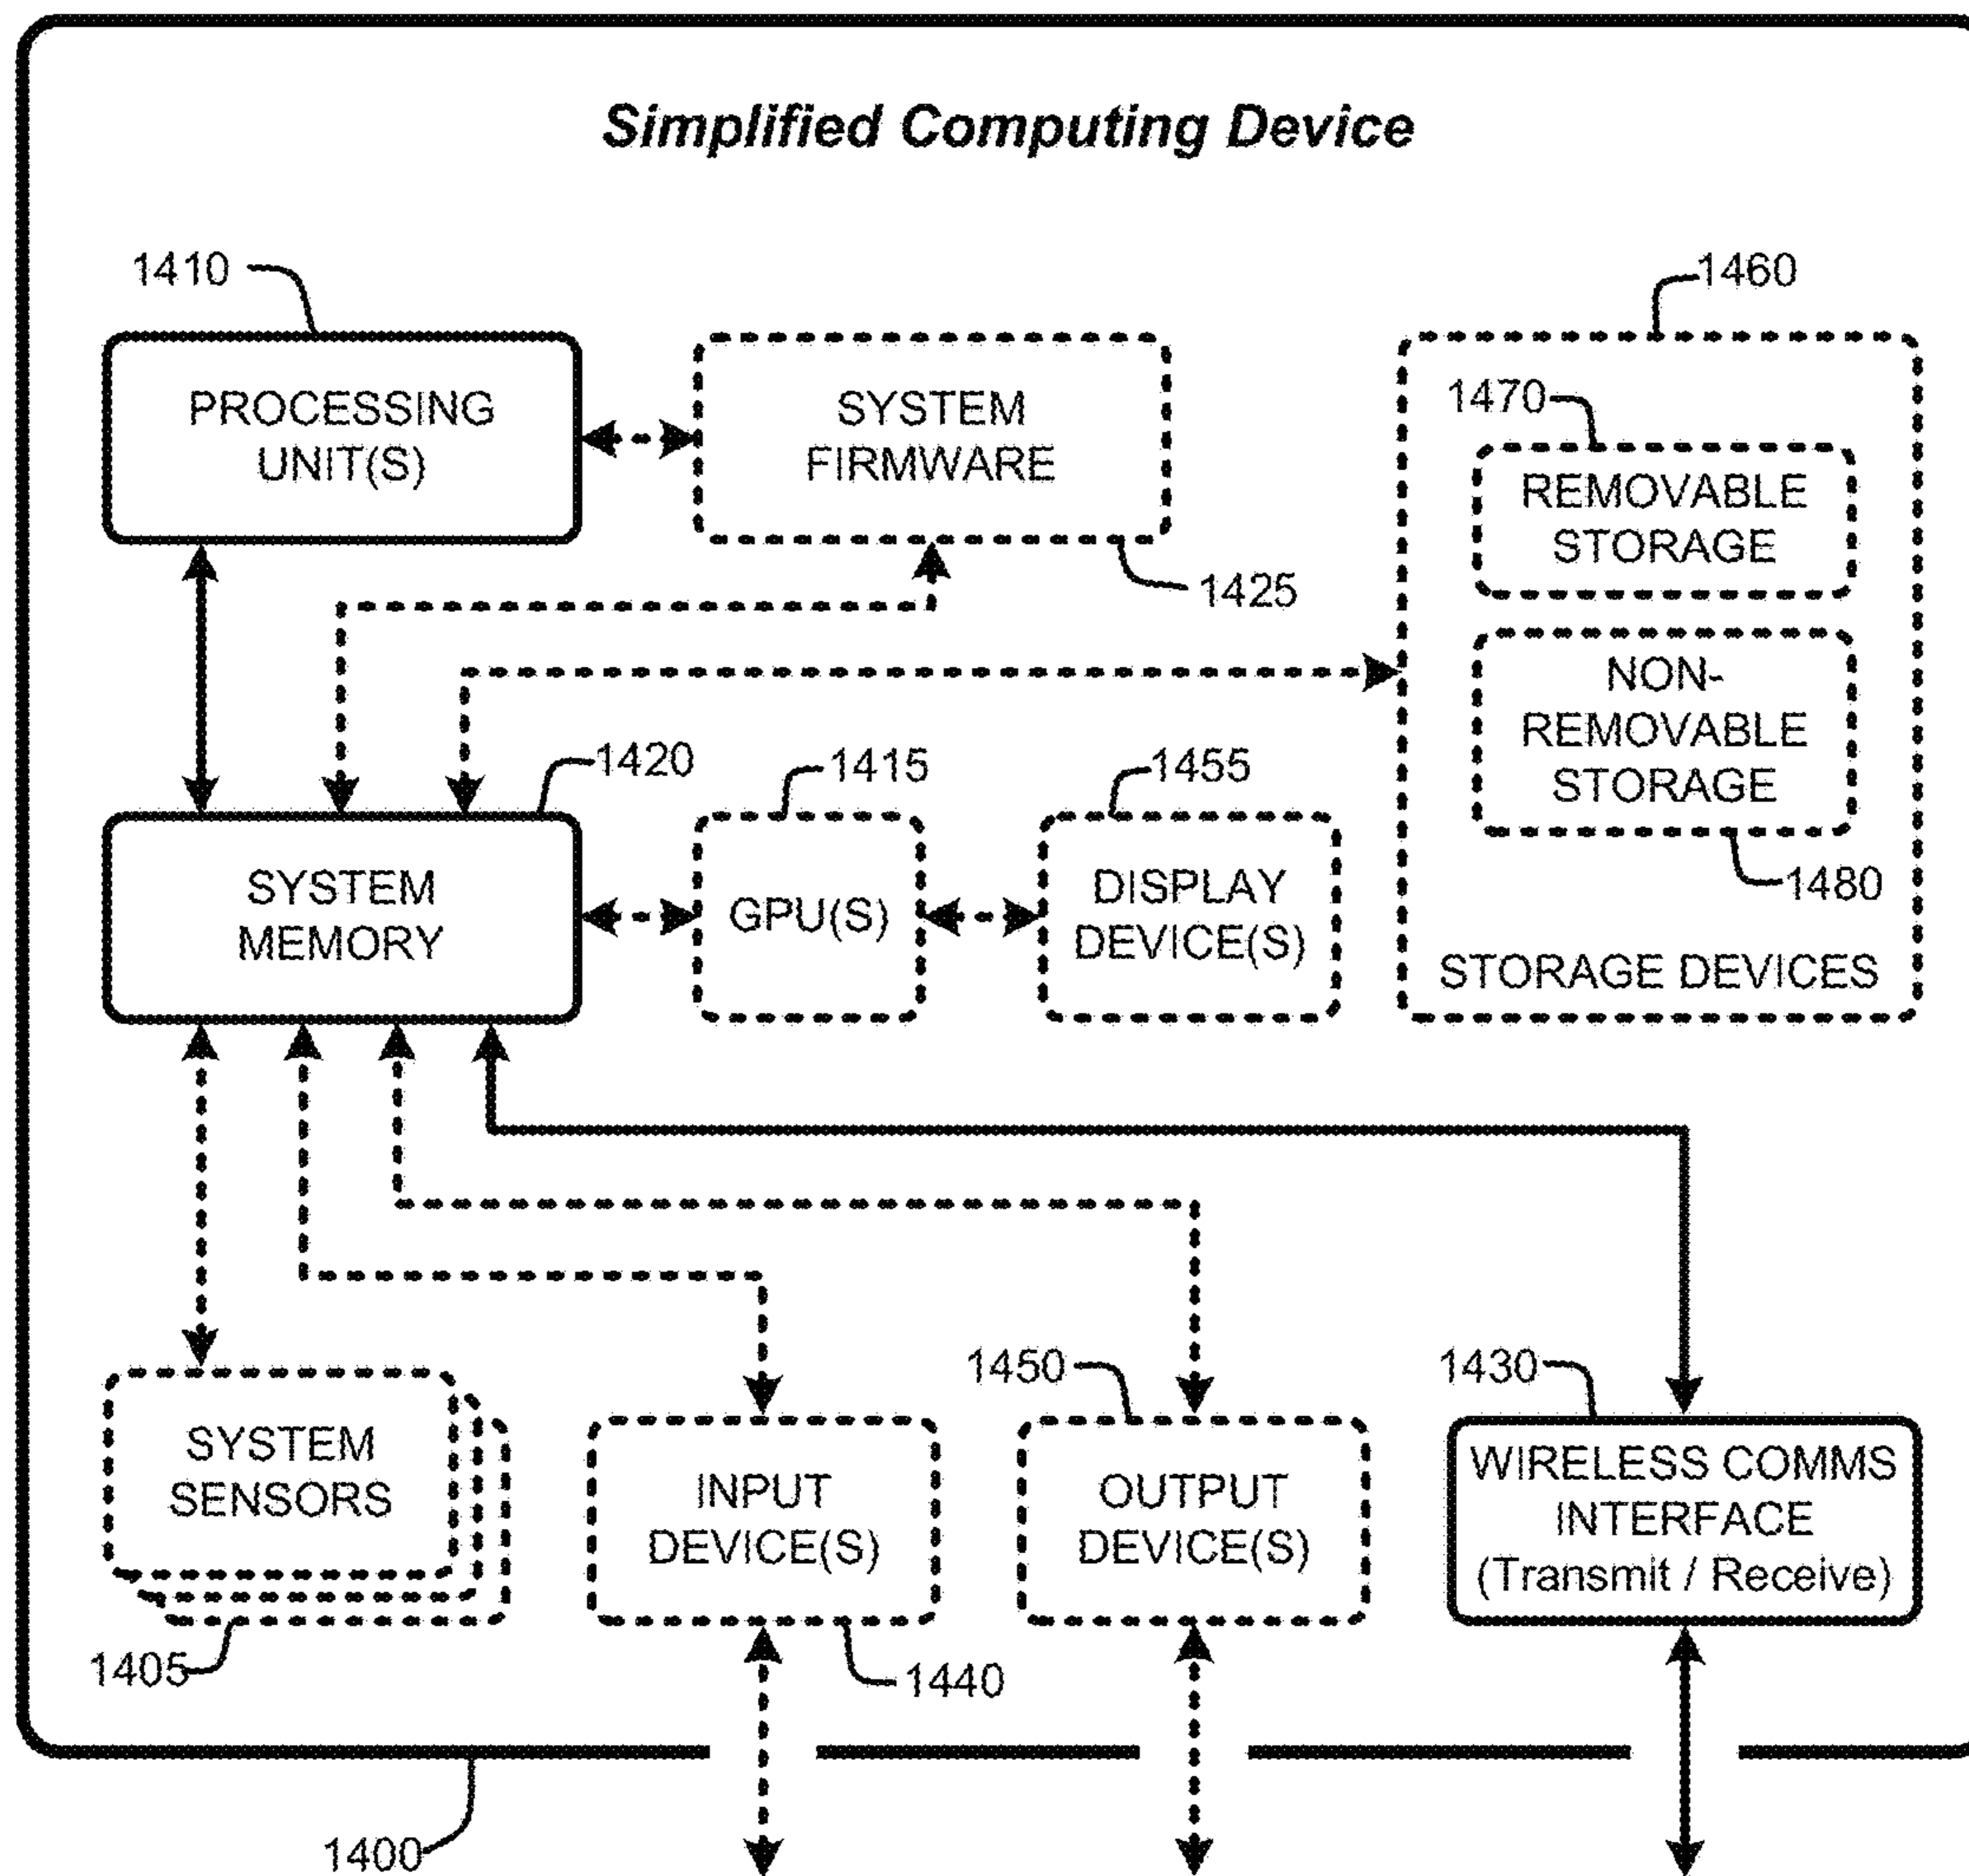 Simplified Computing Device
1410
1460
PROCESSING
UNIT(S)
SYSTEM
FIRMWARE
1470
REMOVABLE
STORAGE
1425
NON-
REMOVABLE
STORAGE
1480
STORAGE DEVICES
1420
1415
1455
SYSTEM
MEMORY
GPU(S)
DISPLAY
DEVICE(S)
1450
1430
SYSTEM
SENSORS
1405
INPUT
DEVICE(S)
1440
OUTPUT
DEVICE(S)
WIRELESS COMMS
INTERFACE
(Transmit / Receive)
1400